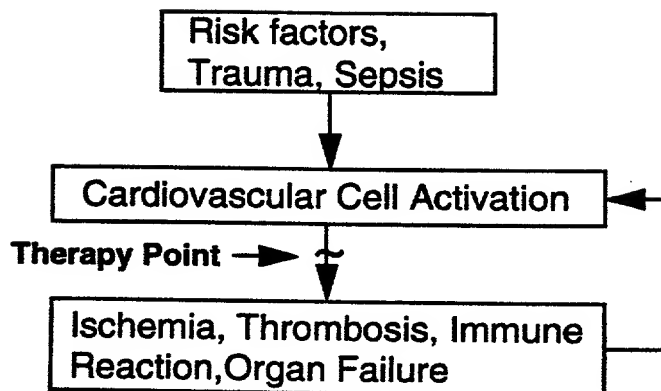 Risk factors,
Trauma, Sepsis
Cardiovascular Cell Activation
Therapy Point
Ischemia, Thrombosis, Immune
Reaction,Organ Failure